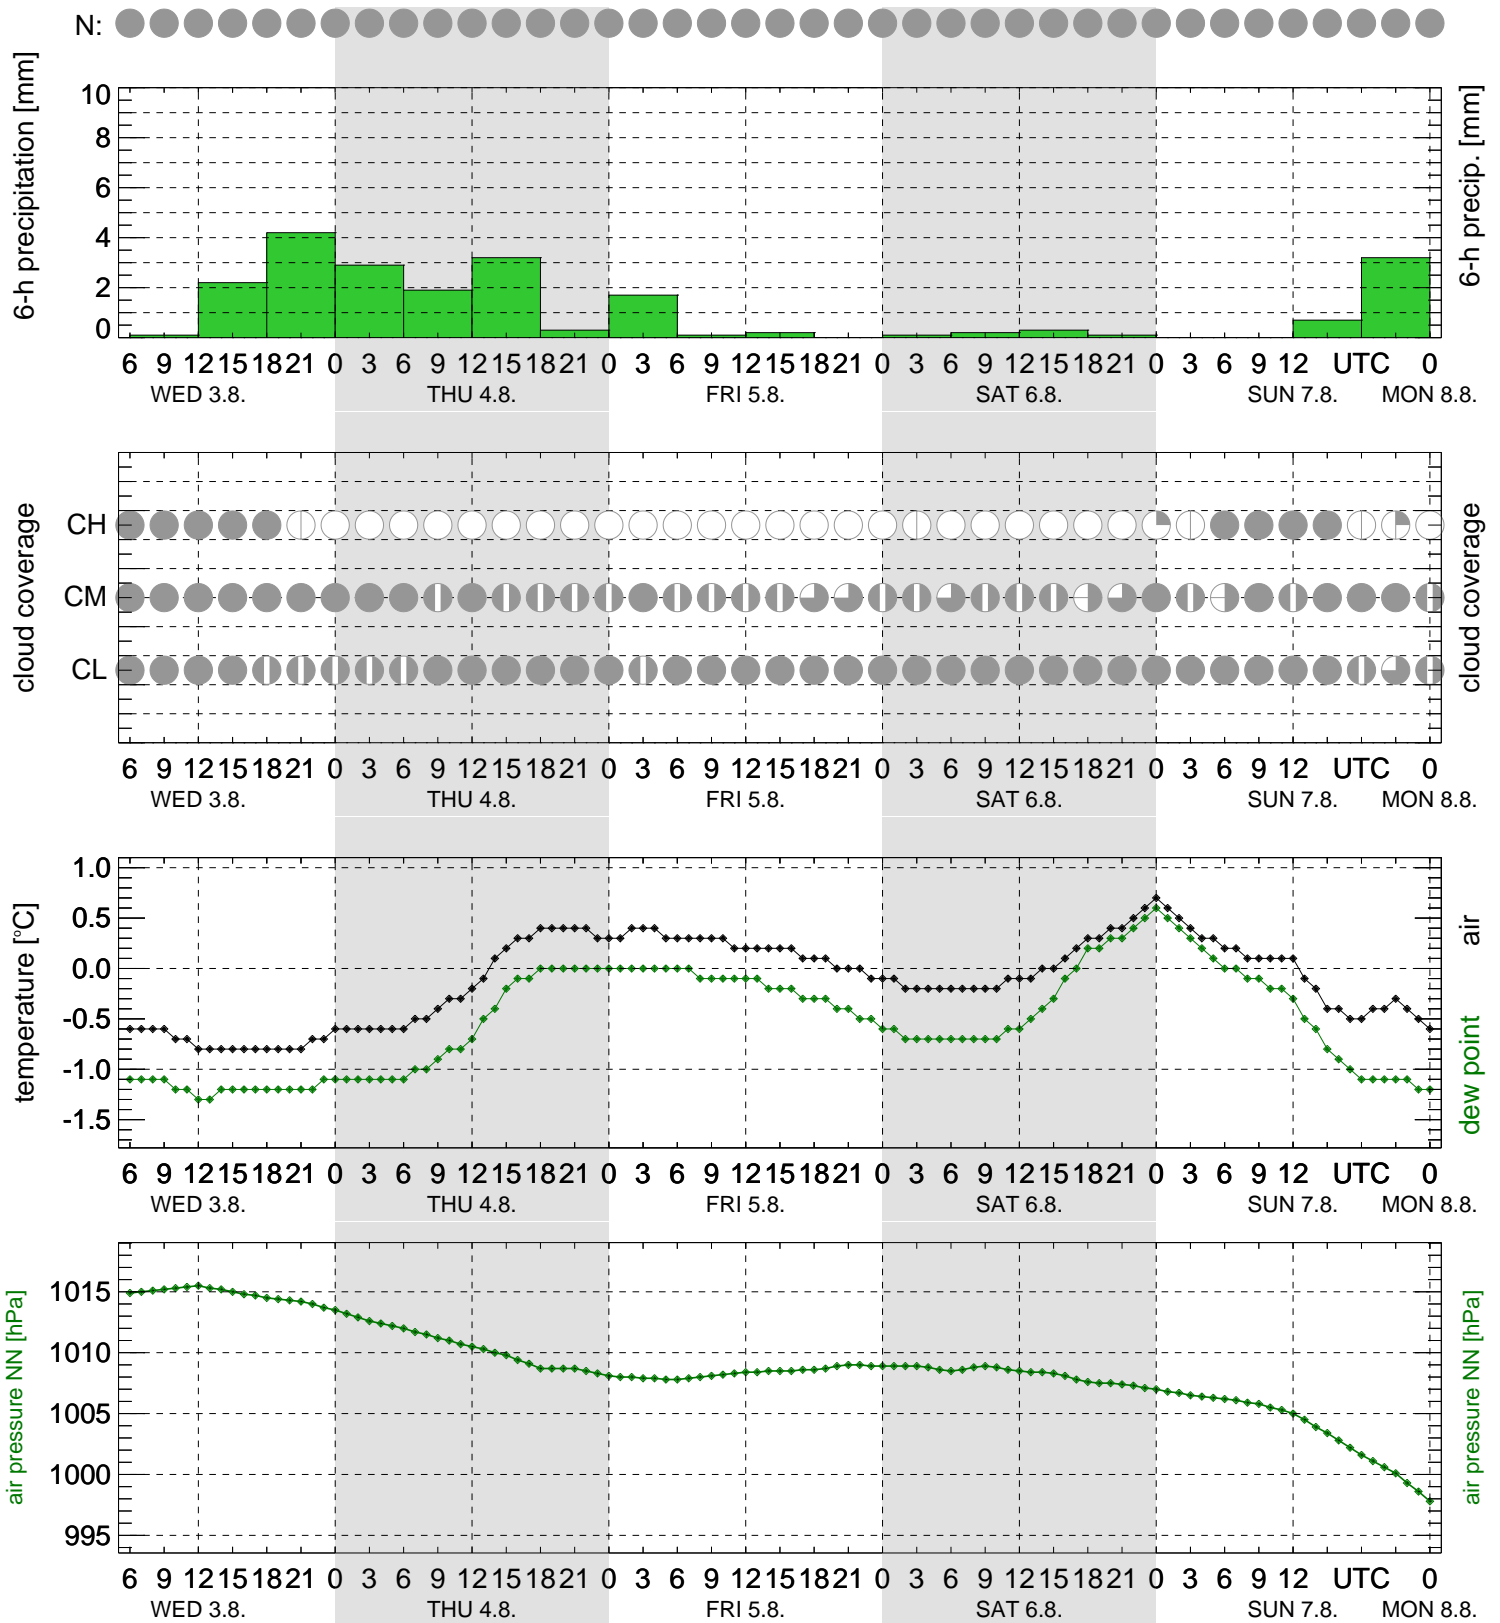 N:
6-h precipitation [mm]
6-h precip. [mm]
10
8
6
4
2
0
6 9 12 15 18 21 0 3 6 9 12 15 18 21 0 3 6 9 12 15 18 21 0 3 6 9 12 15 18 21 0 3 6 9 12 UTC 0
WED 3.8. THU 4.8. FRI 5.8. SAT 6.8. SUN 7.8. MON 8.8.
cloud coverage
cloud coverage
CH
CM
CL
6 9 12 15 18 21 0 3 6 9 12 15 18 21 0 3 6 9 12 15 18 21 0 3 6 9 12 15 18 21 0 3 6 9 12 UTC 0
WED 3.8. THU 4.8. FRI 5.8. SAT 6.8. SUN 7.8. MON 8.8.
temperature [°C]
air
dew point
1.0
0.5
0.0
-0.5
-1.0
-1.5
6 9 12 15 18 21 0 3 6 9 12 15 18 21 0 3 6 9 12 15 18 21 0 3 6 9 12 15 18 21 0 3 6 9 12 UTC 0
WED 3.8. THU 4.8. FRI 5.8. SAT 6.8. SUN 7.8. MON 8.8.
air pressure NN [hPa]
air pressure NN [hPa]
1015
1010
1005
1000
995
6 9 12 15 18 21 0 3 6 9 12 15 18 21 0 3 6 9 12 15 18 21 0 3 6 9 12 15 18 21 0 3 6 9 12 UTC 0
WED 3.8. THU 4.8. FRI 5.8. SAT 6.8. SUN 7.8. MON 8.8.